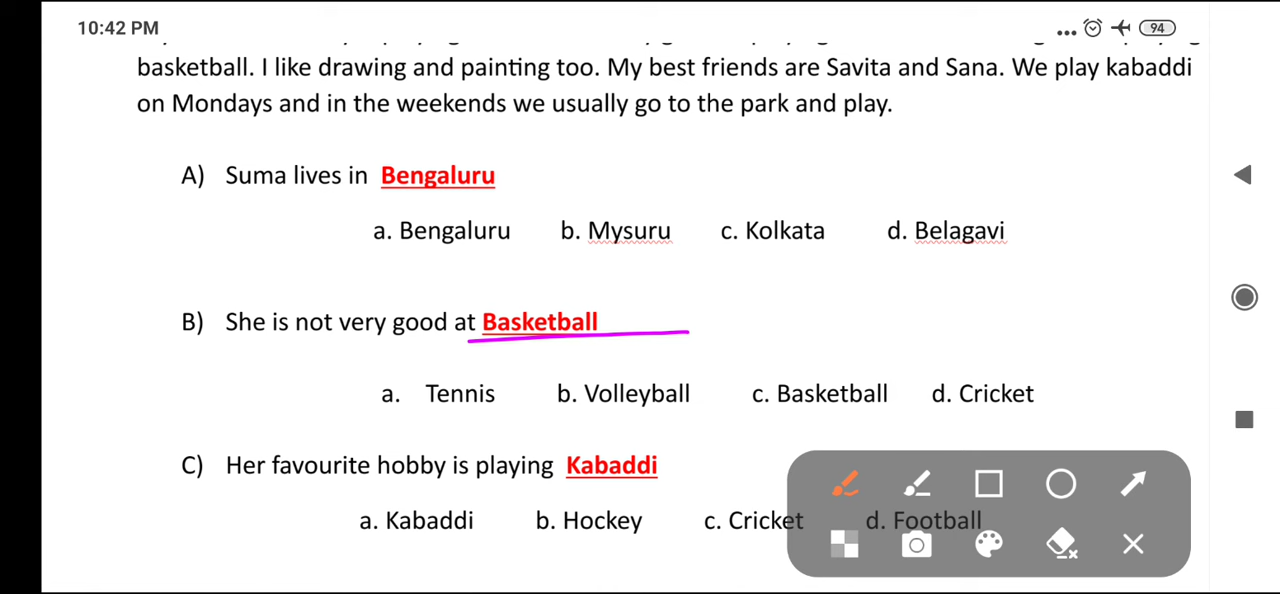 10:42 PM
94
basketball. I like drawing and painting too. My best friends are Savita and Sana. We play kabaddi
on Mondays and in the weekends we usually go to the park and play.
A) Suma lives in Bengaluru
a. Bengaluru b. Mysuru c. Kolkata d. Belagavi
B) She is not very good at Basketball
a. Tennis b. Volleyball c. Basketball d. Cricket
C) Her favourite hobby is playing Kabaddi
a. Kabaddi b. Hockey c. Cricket d. Football